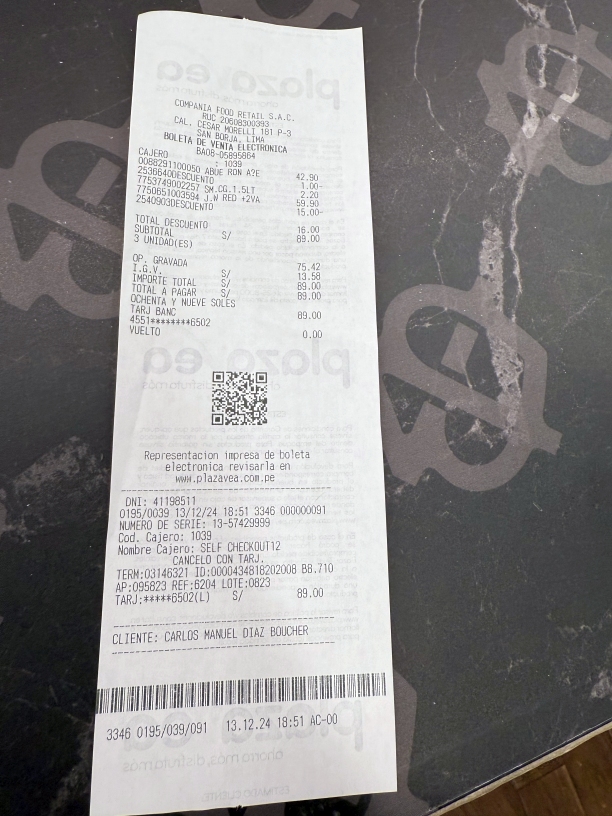 COMPANIA FOOD RETAIL S.A.C.
RUC 20608300393
CAL. CESAR MORELLI 181 P-3
SAN BORJA, LIMA
BOLETA DE VENTA ELECTRONICA
BA08-05895864
CAJERO : 1039
0088291100050 ABUE RON A?E 42.90
2536640DESCUENTO 1.00-
7753749002257 SM.CG.1.5LT 2.20
7750651003594 J.W RED +2VA 59.90
2540903DESCUENTO 15.00-
TOTAL DESCUENTO 16.00
SUBTOTAL S/ 89.00
3 UNIDAD(ES)
OP. GRAVADA 75.42
I.G.V. S/ 13.58
IMPORTE TOTAL S/ 89.00
TOTAL A PAGAR S/ 89.00
OCHENTA Y NUEVE SOLES
TARJ BANC 89.00
4551********6502
VUELTO 0.00
Representacion impresa de boleta
electronica revisarla en
www.plazavea.com.pe
DNI: 41198511
0195/0039 13/12/24 18:51 3346 000000091
NUMERO DE SERIE: 13-57429999
Cod. Cajero: 1039
Nombre Cajero: SELF CHECKOUT12
CANCELO CON TARJ.
TERM:03146321 ID:0000434818202008 BB.710
AP:095823 REF:6204 LOTE:0823
TARJ:*****6502(L) S/ 89.00
CLIENTE: CARLOS MANUEL DIAZ BOUCHER
3346 0195/039/091 13.12.24 18:51 AC-00